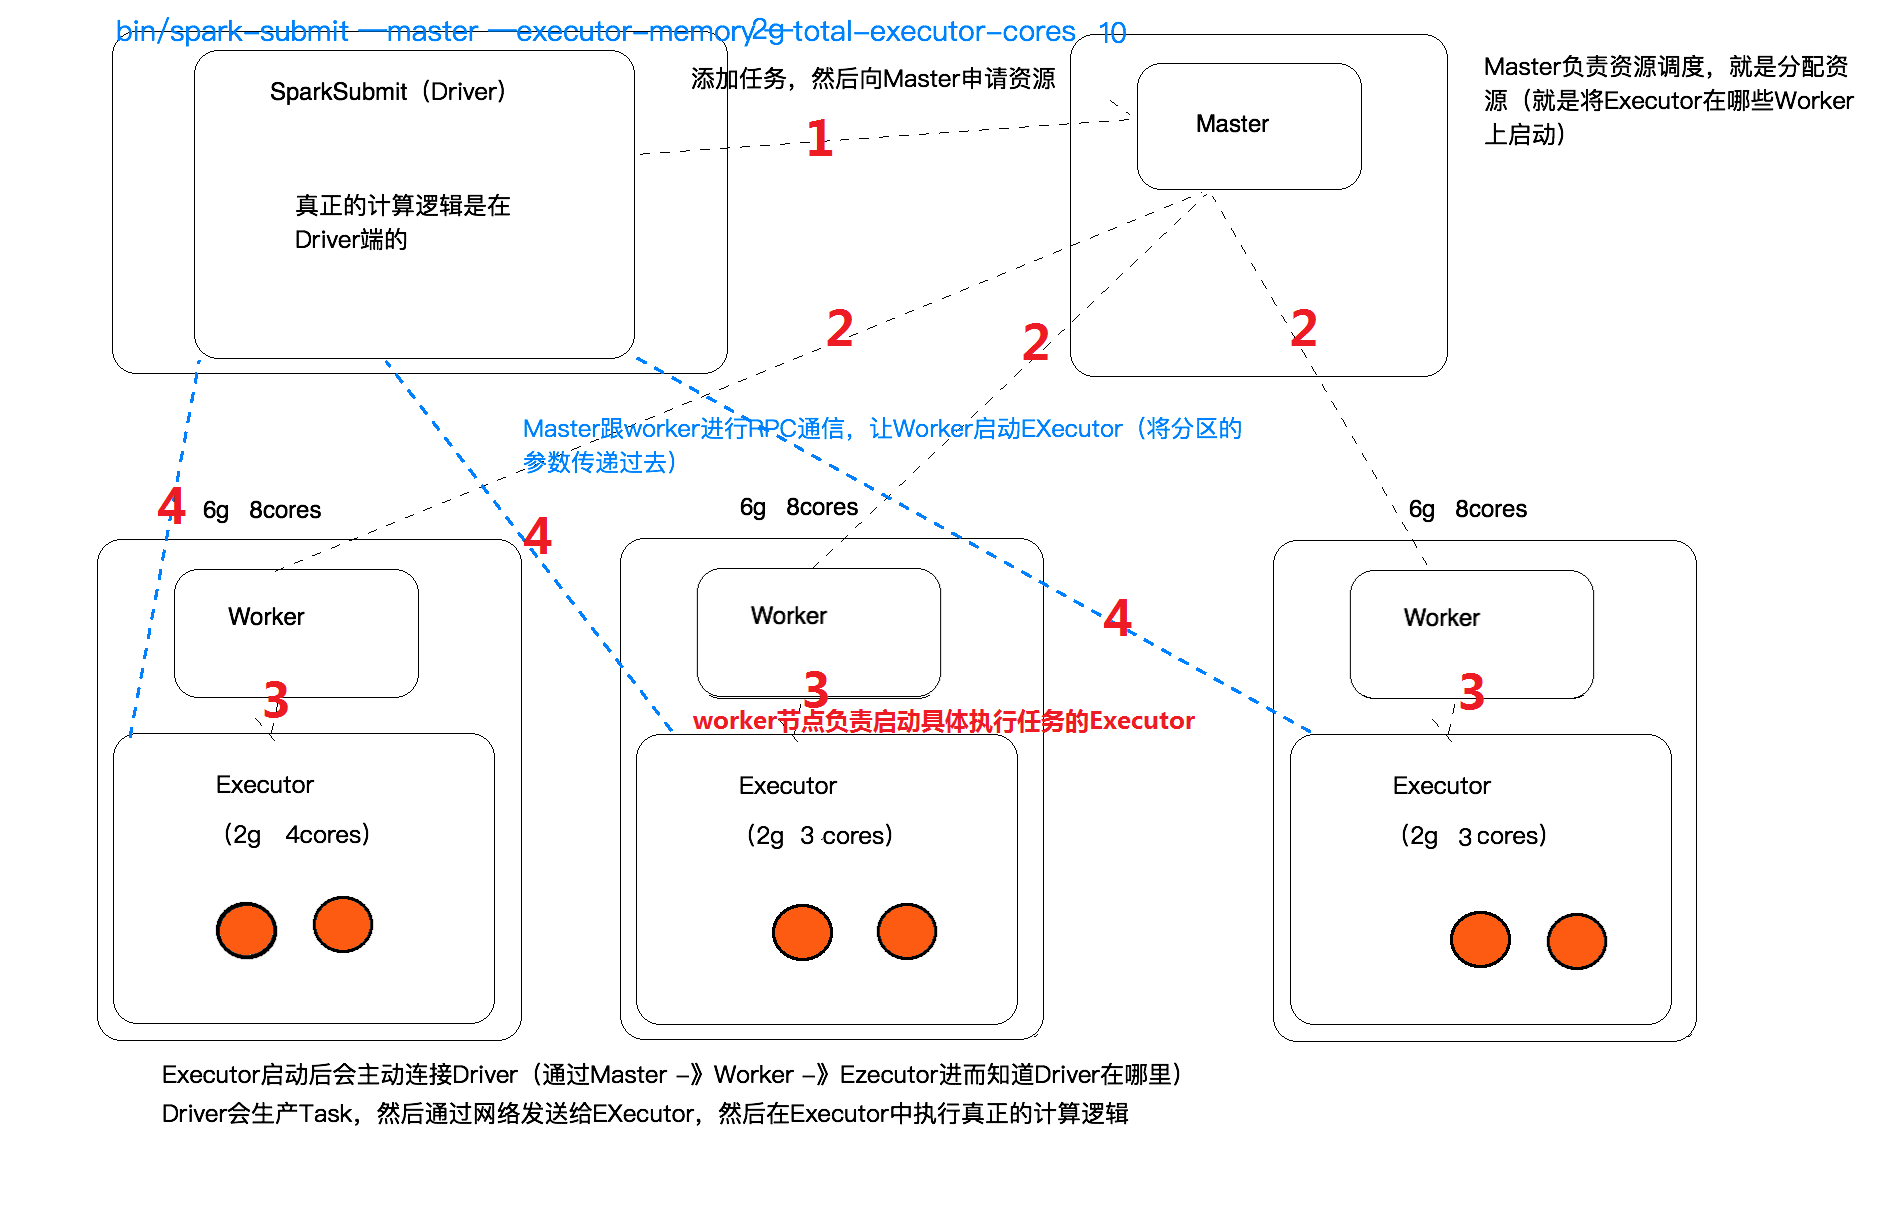 bin/spark-submit —master —executor-memory 2g —total-executor-cores 10
SparkSubmit（Driver）
真正的计算逻辑是在
Driver端的
添加任务，然后向Master申请资源
1
Master
Master负责资源调度，就是分配资
源（就是将Executor在哪些Worker
上启动）
2
2
2
Master跟worker进行RPC通信，让Worker启动EXecutor（将分区的
参数传递过去）
4
4
4
6g 8cores
6g 8cores
6g 8cores
Worker
Worker
Worker
3
3
3
worker节点负责启动具体执行任务的Executor
Executor
（2g 4cores）
Executor
（2g 3 cores）
Executor
（2g 3 cores）
Executor启动后会主动连接Driver（通过Master -》Worker -》Ezecutor进而知道Driver在哪里）
Driver会生产Task，然后通过网络发送给EXecutor，然后在Executor中执行真正的计算逻辑